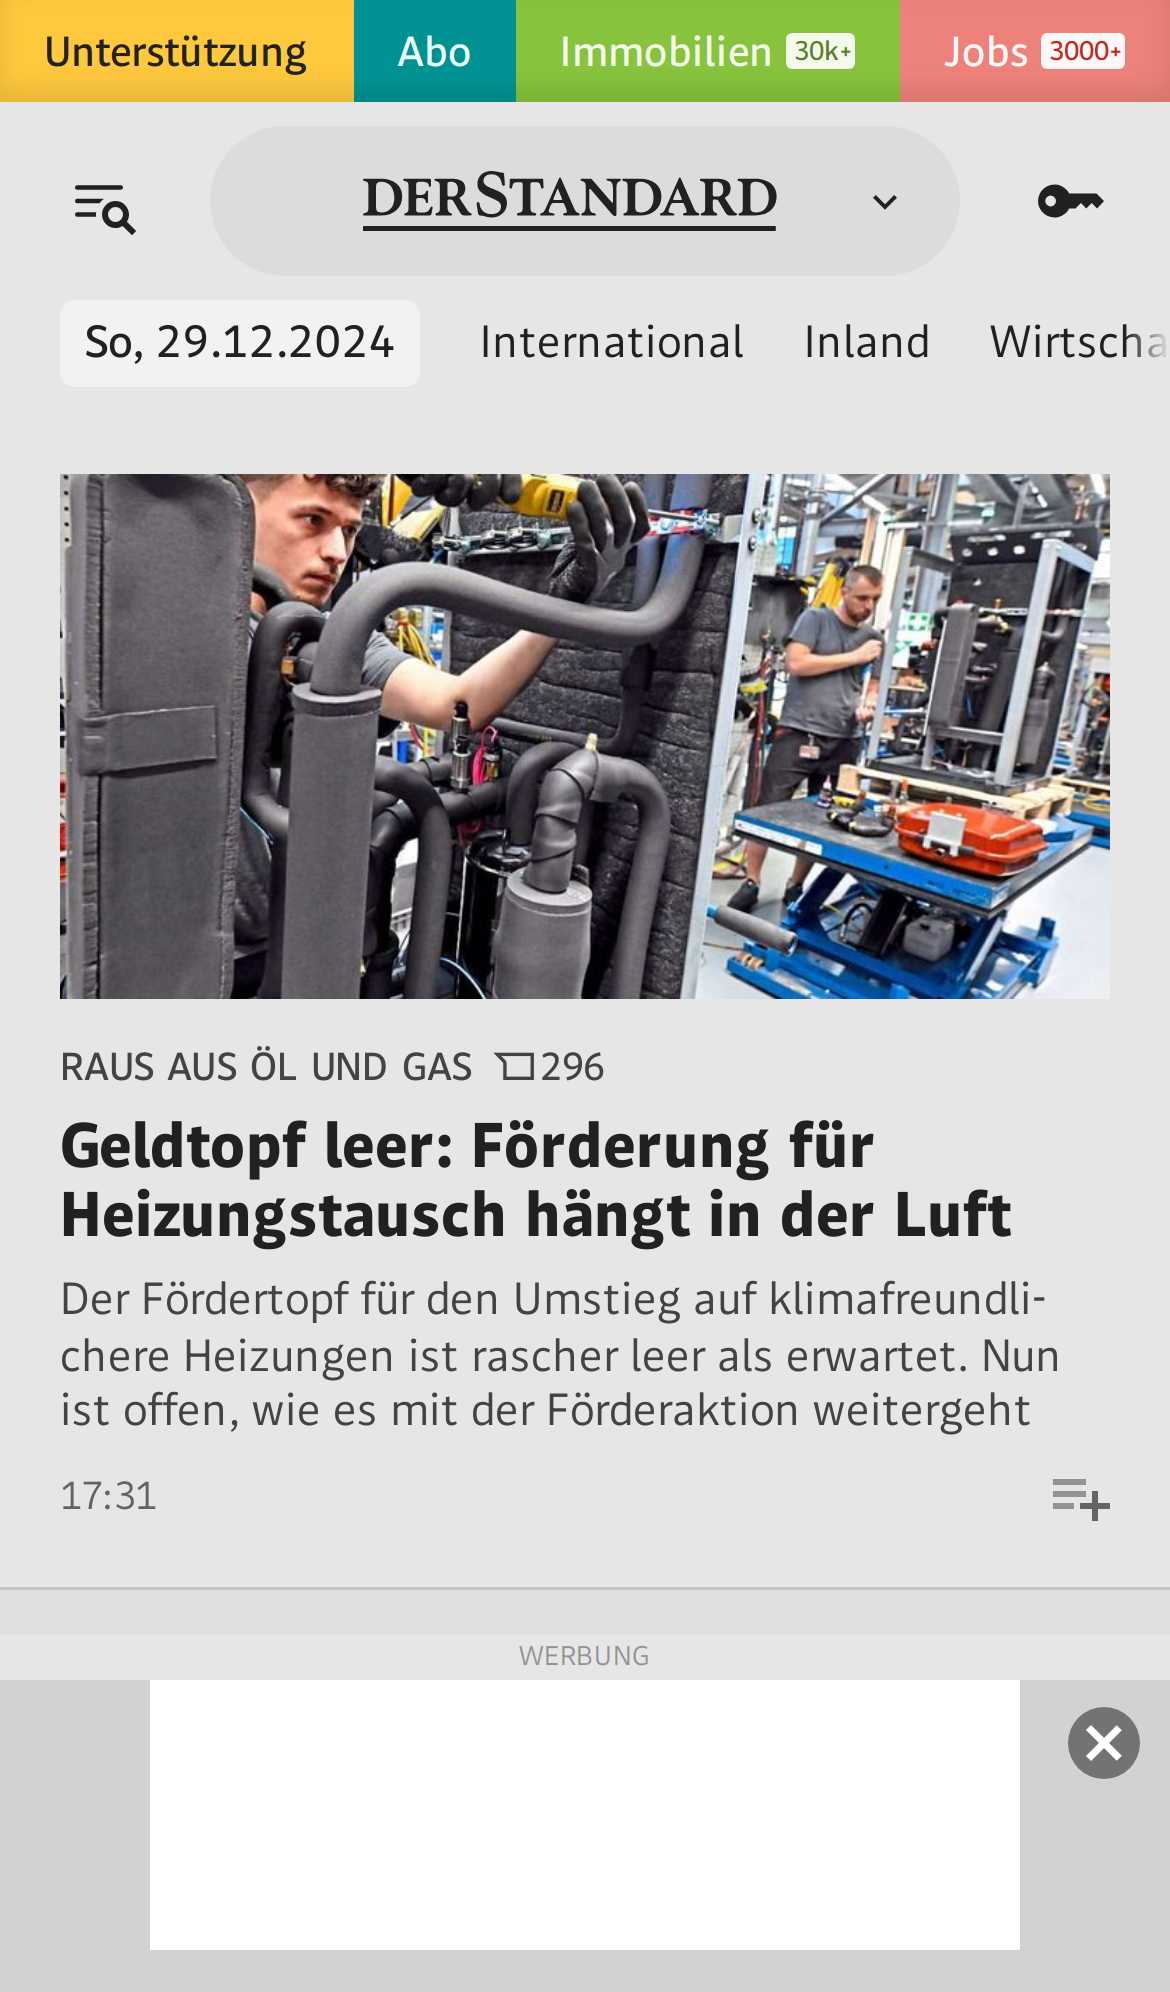 Unterstützung Abo Immobilien 30k+ Jobs 3000+
DERSTANDARD
So, 29.12.2024 International Inland Wirtscha
RAUS AUS ÖL UND GAS 296
Geldtopf leer: Förderung für
Heizungstausch hängt in der Luft
Der Fördertopf für den Umstieg auf klimafreundli-
chere Heizungen ist rascher leer als erwartet. Nun
ist offen, wie es mit der Förderaktion weitergeht
17:31
WERBUNG